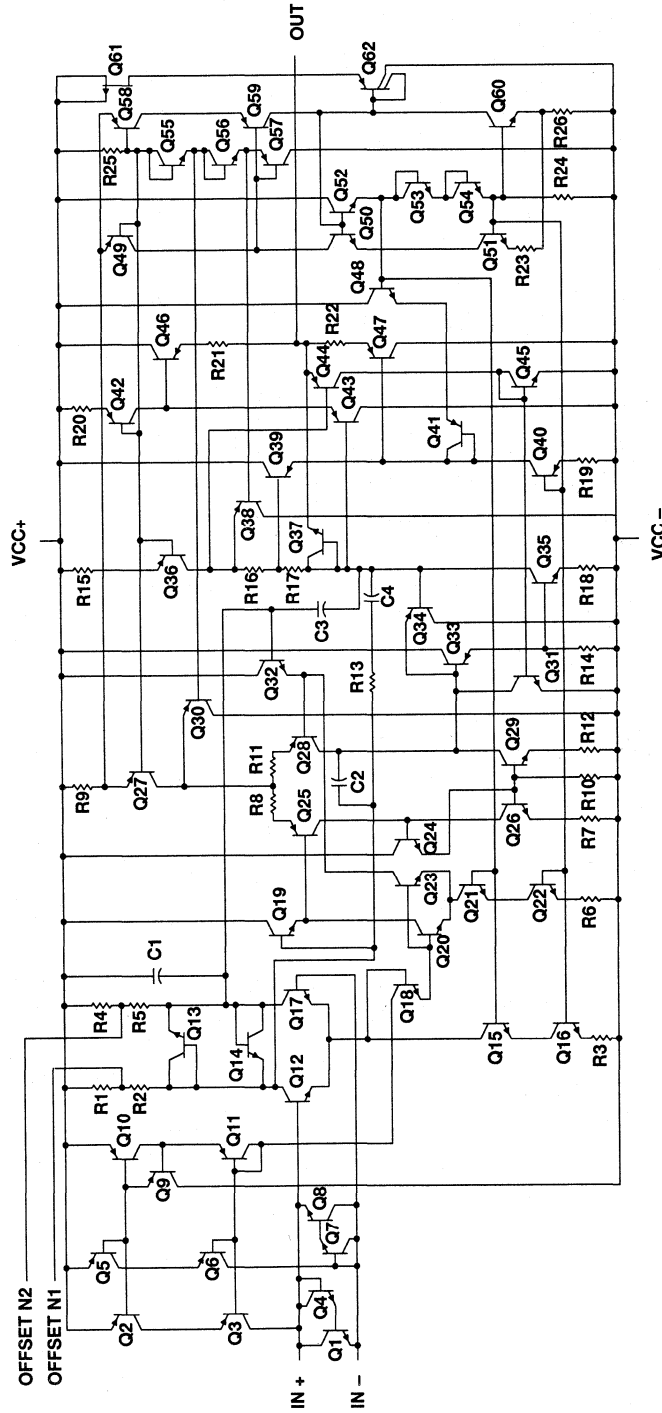 OFFSET N2
OFFSET N1
IN +
IN −
VCC+
VCC −
OUT
Q1
Q2
Q3
Q4
Q5
Q6
Q7
Q8
Q9
Q10
Q11
R1
R2
R4
R5
C1
Q13
Q14
Q12
Q17
Q18
Q15
Q16
R3
Q19
Q20
Q23
Q21
Q22
R6
R9
Q27
Q30
R8
R11
Q25
Q28
C2
Q24
Q26
Q29
R7
R10
R12
Q32
R13
C3
C4
Q34
Q33
Q31
R14
R15
Q36
R16
R17
Q38
Q37
Q35
R18
Q39
Q41
Q40
R19
R20
Q42
Q46
R21
Q44
Q43
R22
Q47
Q45
Q48
Q49
Q50
Q52
Q53
Q54
Q51
R23
R24
R25
Q55
Q56
Q57
Q58
Q59
Q60
R26
Q61
Q62